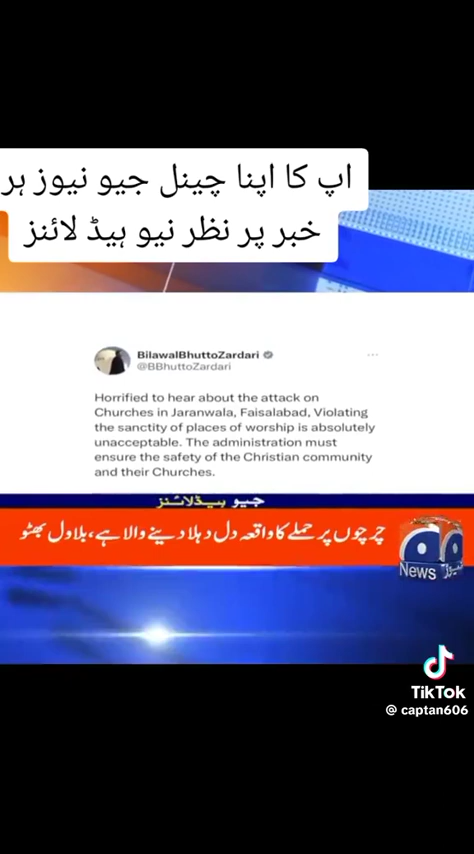 اپ کا اپنا چینل جیو نیوز ہر
خبر پر نظر نیو ہیڈ لائنز
BilawalBhuttoZardari
@BBhuttoZardari
Horrified to hear about the attack on
Churches in Jaranwala, Faisalabad, Violating
the sanctity of places of worship is absolutely
unacceptable. The administration must
ensure the safety of the Christian community
and their Churches.
جیو ہیڈلائنز
چرچوں پر حملے کا واقعہ دل دہلا دینے والا ہے، بلاول بھٹو
News جیو نیوز
TikTok
@ captan606